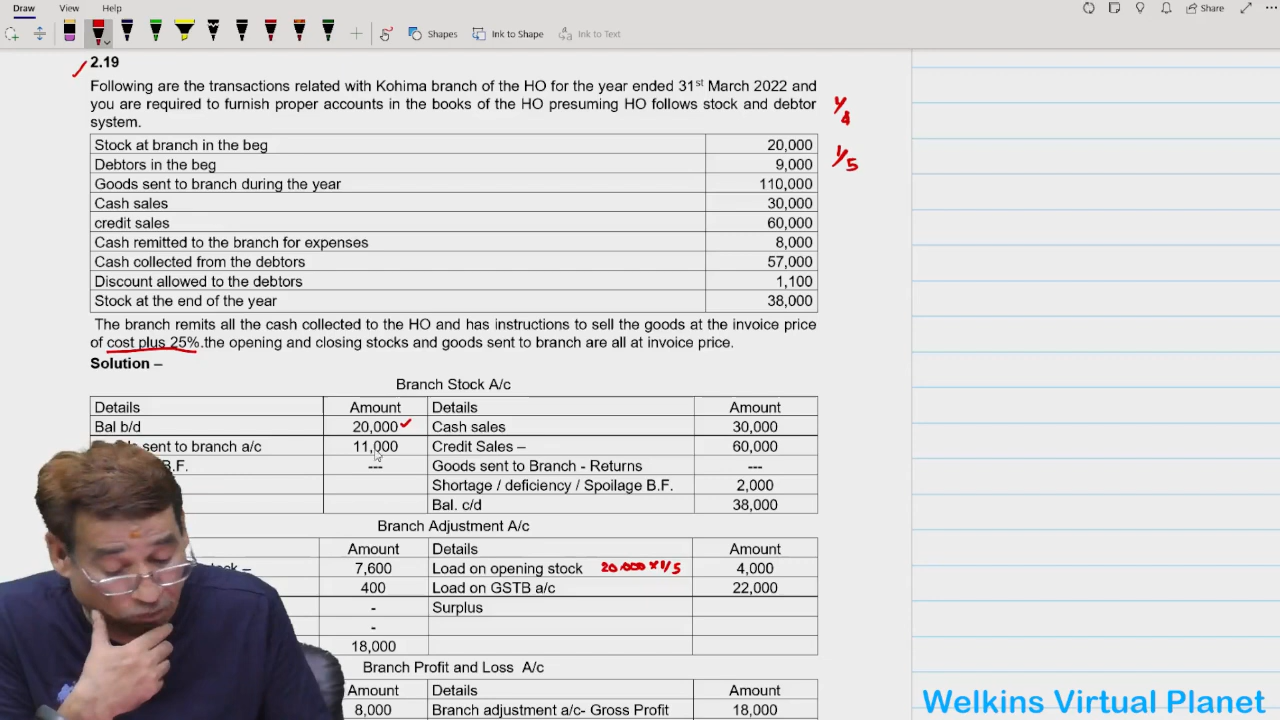 Draw View Help
Share
Shapes Ink to Shape Ink to Text
2.19
Following are the transactions related with Kohima branch of the HO for the year ended 31st March 2022 and
you are required to furnish proper accounts in the books of the HO presuming HO follows stock and debtor
system.
1/4
1/5
Stock at branch in the beg 20,000
Debtors in the beg 9,000
Goods sent to branch during the year 110,000
Cash sales 30,000
credit sales 60,000
Cash remitted to the branch for expenses 8,000
Cash collected from the debtors 57,000
Discount allowed to the debtors 1,100
Stock at the end of the year 38,000
The branch remits all the cash collected to the HO and has instructions to sell the goods at the invoice price
of cost plus 25%.the opening and closing stocks and goods sent to branch are all at invoice price.
Solution –
Branch Stock A/c
Details Amount Details Amount
Bal b/d 20,000 Cash sales 30,000
sent to branch a/c 11,000 Credit Sales – 60,000
B.F. --- Goods sent to Branch - Returns ---
Shortage / deficiency / Spoilage B.F. 2,000
Bal. c/d 38,000
Branch Adjustment A/c
Amount Details Amount
7,600 Load on opening stock 20.000 x 1/5 4,000
400 Load on GSTB a/c 22,000
- Surplus
-
18,000
Branch Profit and Loss A/c
Amount Details Amount
8,000 Branch adjustment a/c- Gross Profit 18,000
Welkins Virtual Planet